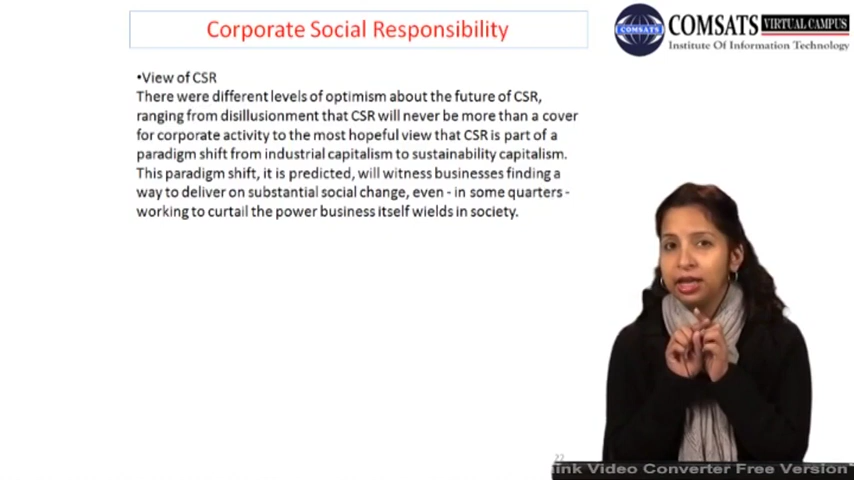 Corporate Social Responsibility
COMSATS
COMSATS VIRTUAL CAMPUS
Institute Of Information Technology
•View of CSR
There were different levels of optimism about the future of CSR,
ranging from disillusionment that CSR will never be more than a cover
for corporate activity to the most hopeful view that CSR is part of a
paradigm shift from industrial capitalism to sustainability capitalism.
This paradigm shift, it is predicted, will witness businesses finding a
way to deliver on substantial social change, even - in some quarters -
working to curtail the power business itself wields in society.
22
ink Video Converter Free Version